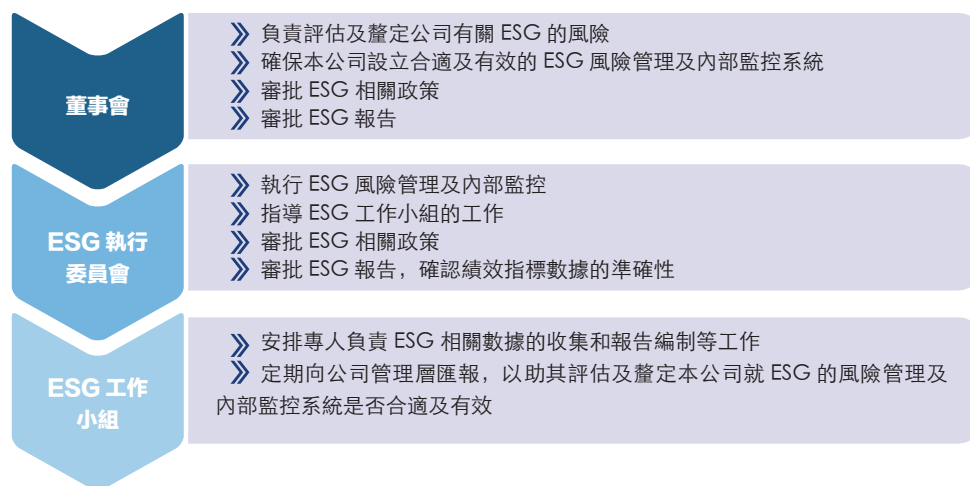 董事會
》 負責評估及釐定公司有關 ESG 的風險
》 確保本公司設立合適及有效的 ESG 風險管理及內部監控系統
》 審批 ESG 相關政策
》 審批 ESG 報告
ESG 執行
委員會
》 執行 ESG 風險管理及內部監控
》 指導 ESG 工作小組的工作
》 審批 ESG 相關政策
》 審批 ESG 報告，確認績效指標數據的準確性
ESG 工作
小組
》 安排專人負責 ESG 相關數據的收集和報告編制等工作
》 定期向公司管理層匯報，以助其評估及釐定本公司就 ESG 的風險管理及
內部監控系統是否合適及有效